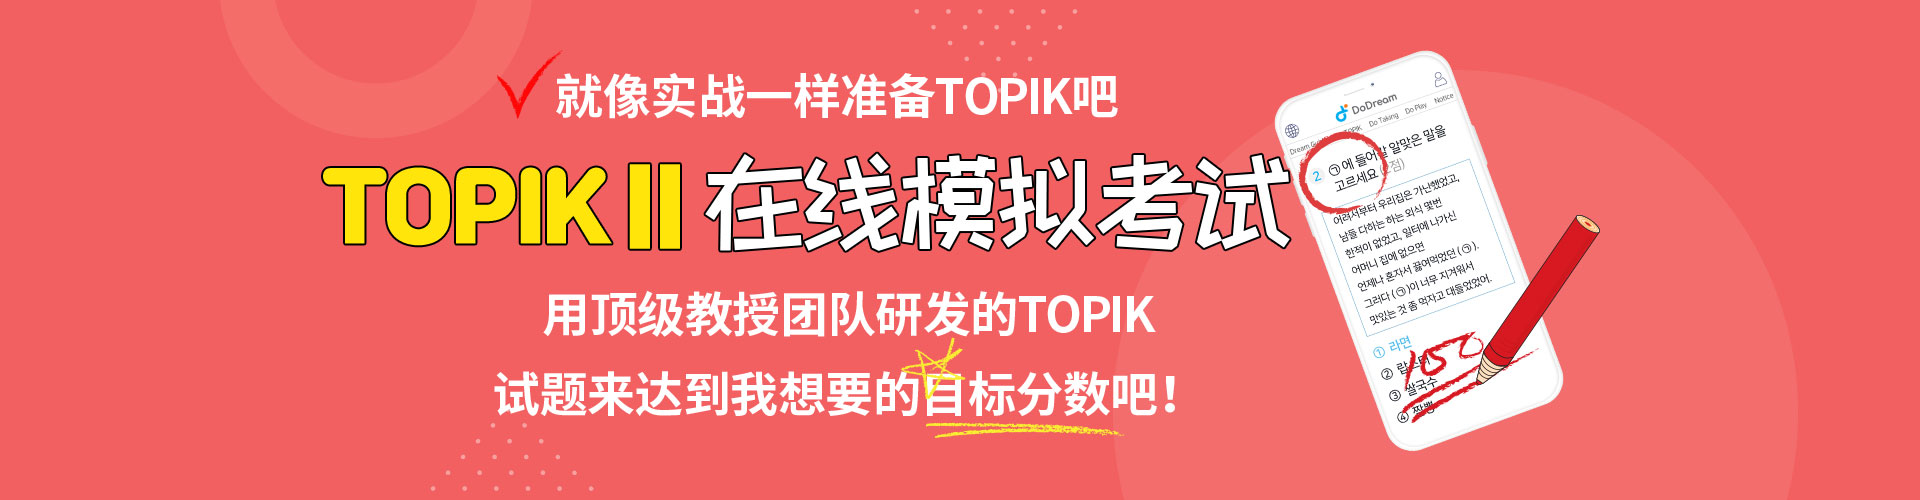 就像实战一样准备TOPIK吧
TOPIK II 在线模拟考试
用顶级教授团队研发的TOPIK
试题来达到我想要的目标分数吧！
DoDream
TOPIK Do Taking Do Play Notice
2 ㉠에 들어갈 알맞은 말을
고르세요
어려서부터 우리집은 가난했었고,
남들 다하는 하는 외식 몇번
한적이 없었고, 일터에 나가신
어머니 집에 없으면
언제나 혼자서 끓여먹었던 (㉠).
그러다 (㉠)이 너무 지겨워서
맛있는 것 좀 먹자고 대들었었어.
① 라면
②
③ 쌀국수
④ 짬뽕